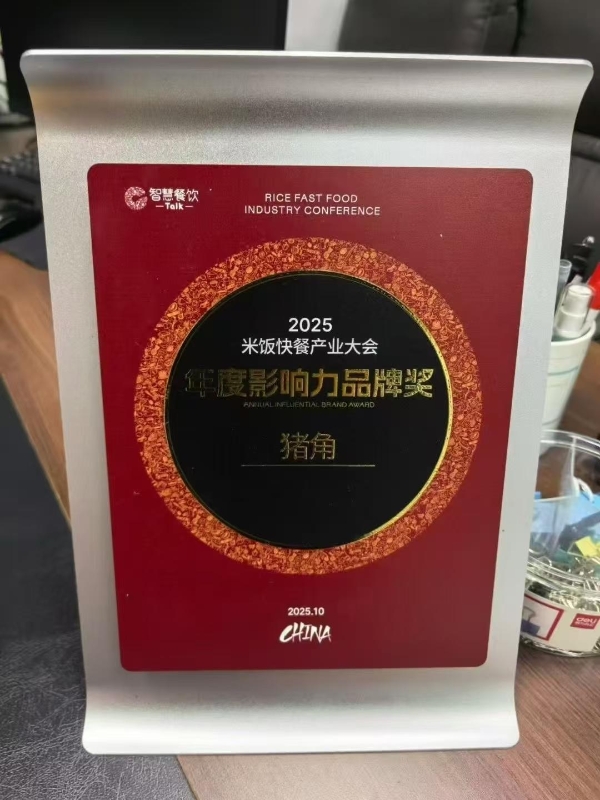 智慧餐饮
Talk
RICE FAST FOOD
INDUSTRY CONFERENCE
2025
米饭快餐产业大会
年度影响力品牌奖
ANNUAL INFLUENTIAL BRAND AWARD
猪角
2025.10
CHINA
deli